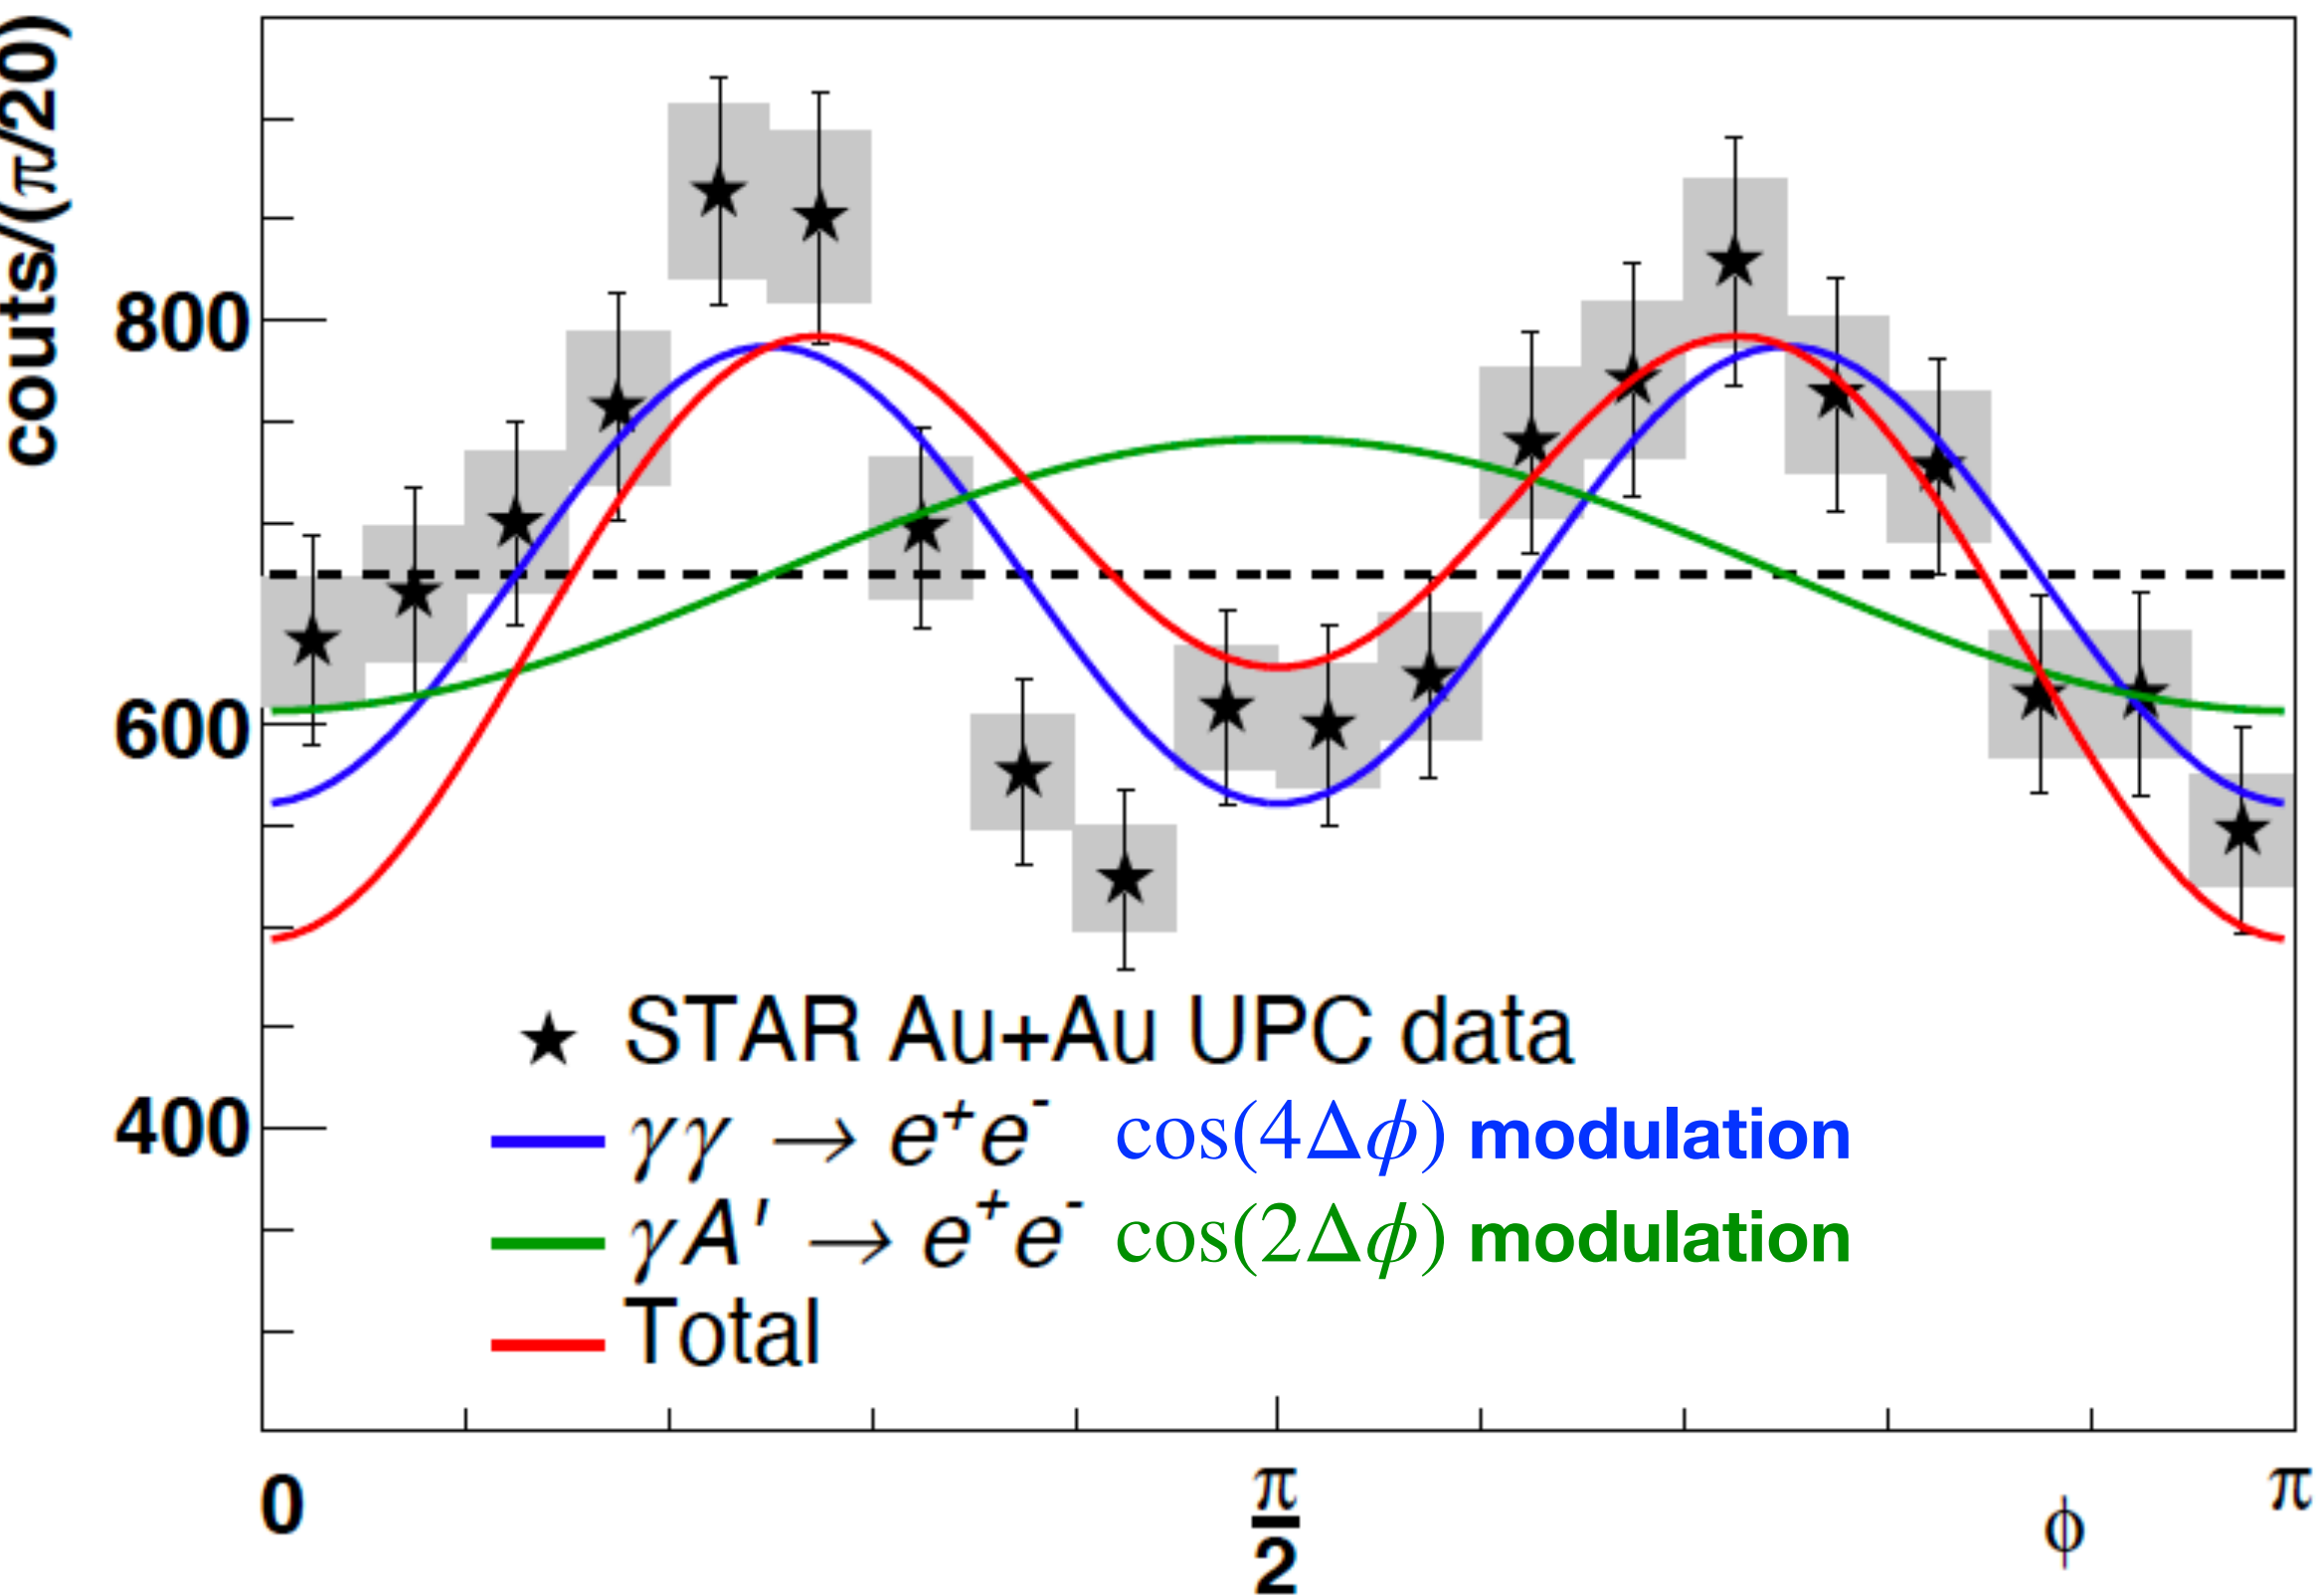 couts/(π/20)
800
600
400
STAR Au+Au UPC data
γγ → e⁺e⁻ cos(4Δϕ) modulation
γA′ → e⁺e⁻ cos(2Δϕ) modulation
Total
0
π/2
ϕ
π